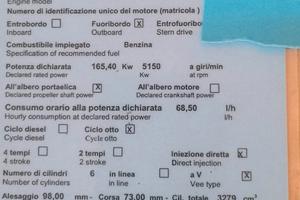 Engine model
Numero di identificazione unico del motore (matricola)
Entrobordo Fuoribordo X Entrofuoribordo
Inboard Outboard Stern drive
Combustibile impiegato Benzina
Specification of recommended fuel
Potenza dichiarata 165,40 Kw 5150 a giri/min
Declared rated power Kw at rpm
All'albero portaelica X All'albero motore
Declared propeller shaft power Declared crankshaft power
Consumo orario alla potenza dichiarata 68,50 l/h
Hourly consumption at declared rated Power l/h
Ciclo diesel Ciclo otto X
Cycle diesel Cycle otto
4 tempi 2 tempi Iniezione diretta X
4 stroke 2 stroke Direct injection
Numero di cilindri 6 in linea a V X
Number of cylinders in line Vee type
Alesaggio 98,00 mm - Corsa 73,00 mm - Cil. totale 3279 cm³